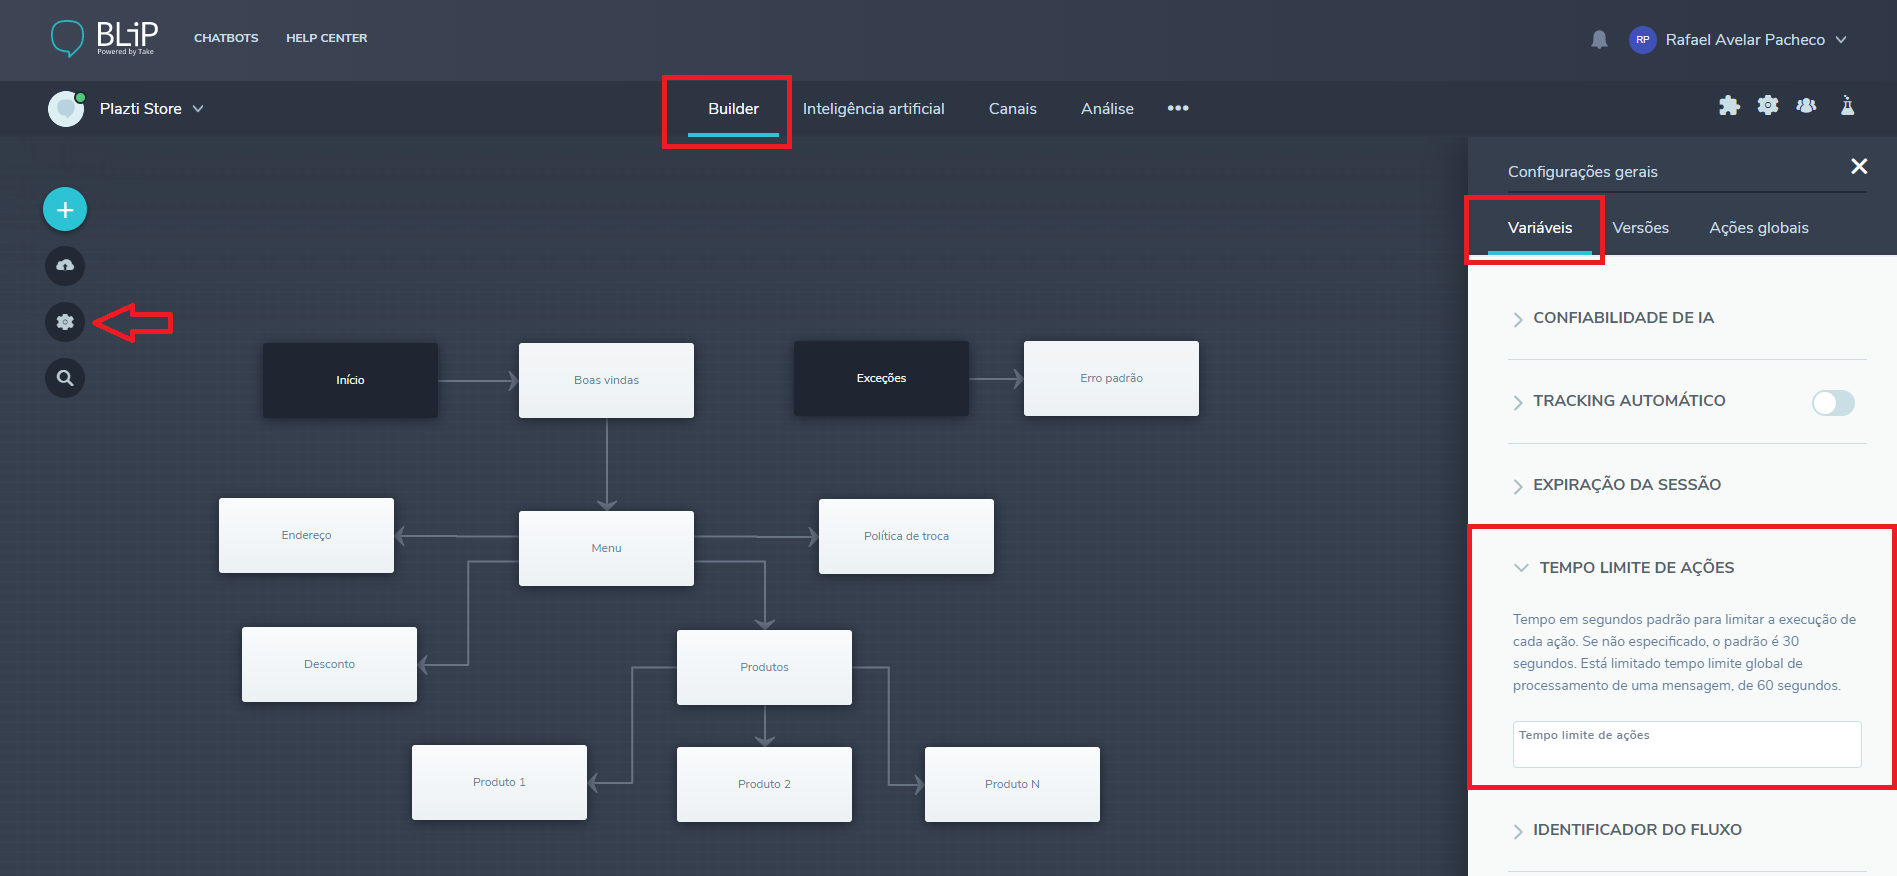 BLiP
Powered by Take
CHATBOTS
HELP CENTER
RP
Rafael Avelar Pacheco
Plazti Store
Builder
Inteligência artificial
Canais
Análise
Configurações gerais
Variáveis
Versões
Ações globais
CONFIABILIDADE DE IA
TRACKING AUTOMÁTICO
EXPIRAÇÃO DA SESSÃO
TEMPO LIMITE DE AÇÕES
Tempo em segundos padrão para limitar a execução de
cada ação. Se não especificado, o padrão é 30
segundos. Está limitado tempo limite global de
processamento de uma mensagem, de 60 segundos.
Tempo limite de ações
IDENTIFICADOR DO FLUXO
Início
Boas vindas
Exceções
Erro padrão
Endereço
Menu
Política de troca
Desconto
Produtos
Produto 1
Produto 2
Produto N